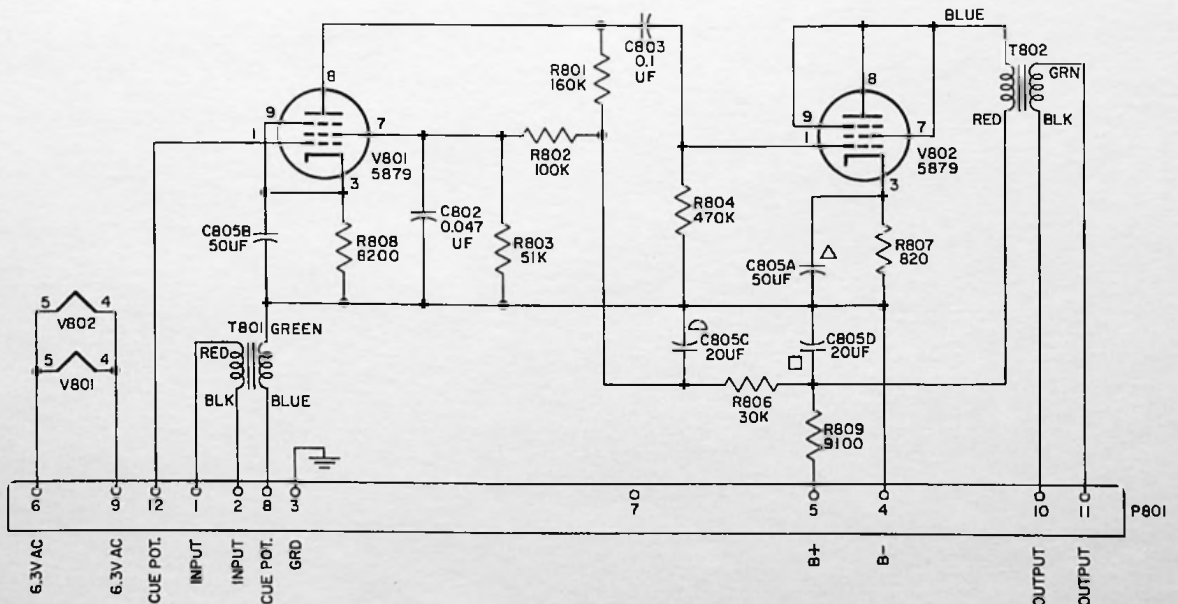 BLUE
T802
C803
0.1
UF
R801
160K
GRN
8
8
RED
BLK
9
1
7
9
1
7
V801
5879
R802
100K
V802
5879
3
3
C805B
50UF
R808
8200
C802
0.047
UF
R803
51K
R804
470K
C805A
50UF
R807
820
5
4
V802
T801
GREEN
RED
5
4
V801
BLK
BLUE
C805C
20UF
C805D
20UF
R806
30K
R809
9100
6
9
12
1
2
8
3
7
5
4
10
11
P801
6.3VAC
6.3VAC
CUE POT.
INPUT
INPUT
CUE POT.
GRD
B+
B-
OUTPUT
OUTPUT